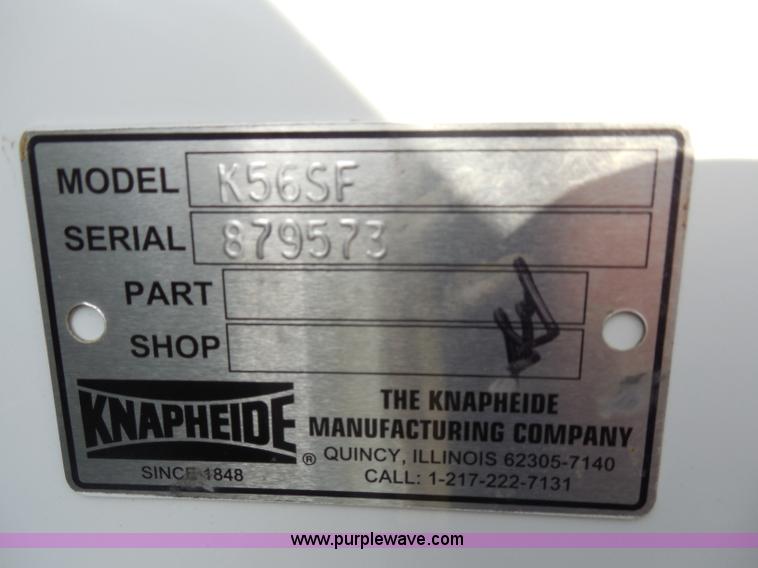 MODEL K56SF
SERIAL 879573
PART
SHOP
KNAPHEIDE ®
SINCE 1848
THE KNAPHEIDE
MANUFACTURING COMPANY
QUINCY, ILLINOIS 62305-7140
CALL: 1-217-222-7131
www.purplewave.com